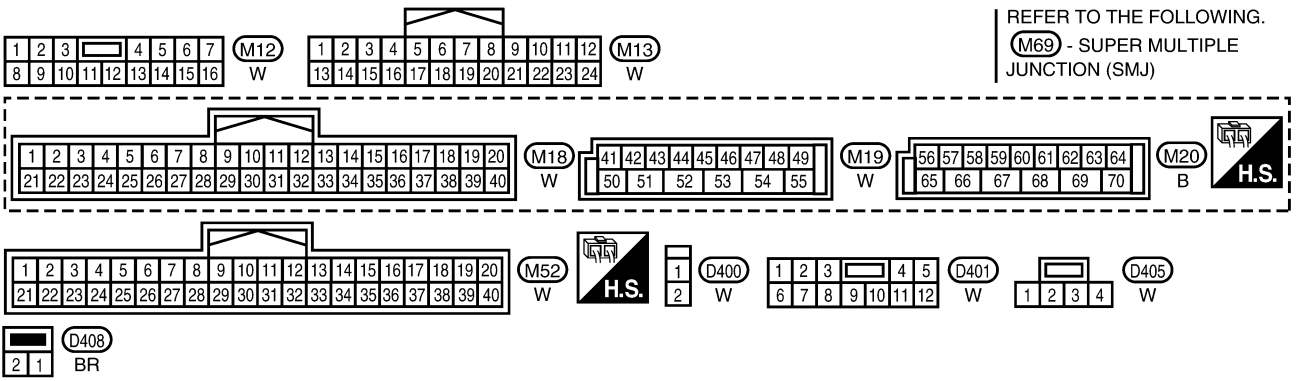 REFER TO THE FOLLOWING.
M69 - SUPER MULTIPLE
JUNCTION (SMJ)
1 2 3 4 5 6 7
8 9 10 11 12 13 14 15 16
M12
W
1 2 3 4 5 6 7 8 9 10 11 12
13 14 15 16 17 18 19 20 21 22 23 24
M13
W
1 2 3 4 5 6 7 8 9 10 11 12 13 14 15 16 17 18 19 20
21 22 23 24 25 26 27 28 29 30 31 32 33 34 35 36 37 38 39 40
M18
W
41 42 43 44 45 46 47 48 49
50 51 52 53 54 55
M19
W
56 57 58 59 60 61 62 63 64
65 66 67 68 69 70
M20
B
H.S.
1 2 3 4 5 6 7 8 9 10 11 12 13 14 15 16 17 18 19 20
21 22 23 24 25 26 27 28 29 30 31 32 33 34 35 36 37 38 39 40
M52
W
H.S.
1
2
D400
W
1 2 3 4 5
6 7 8 9 10 11 12
D401
W
1 2 3 4
D405
W
2 1
D408
BR